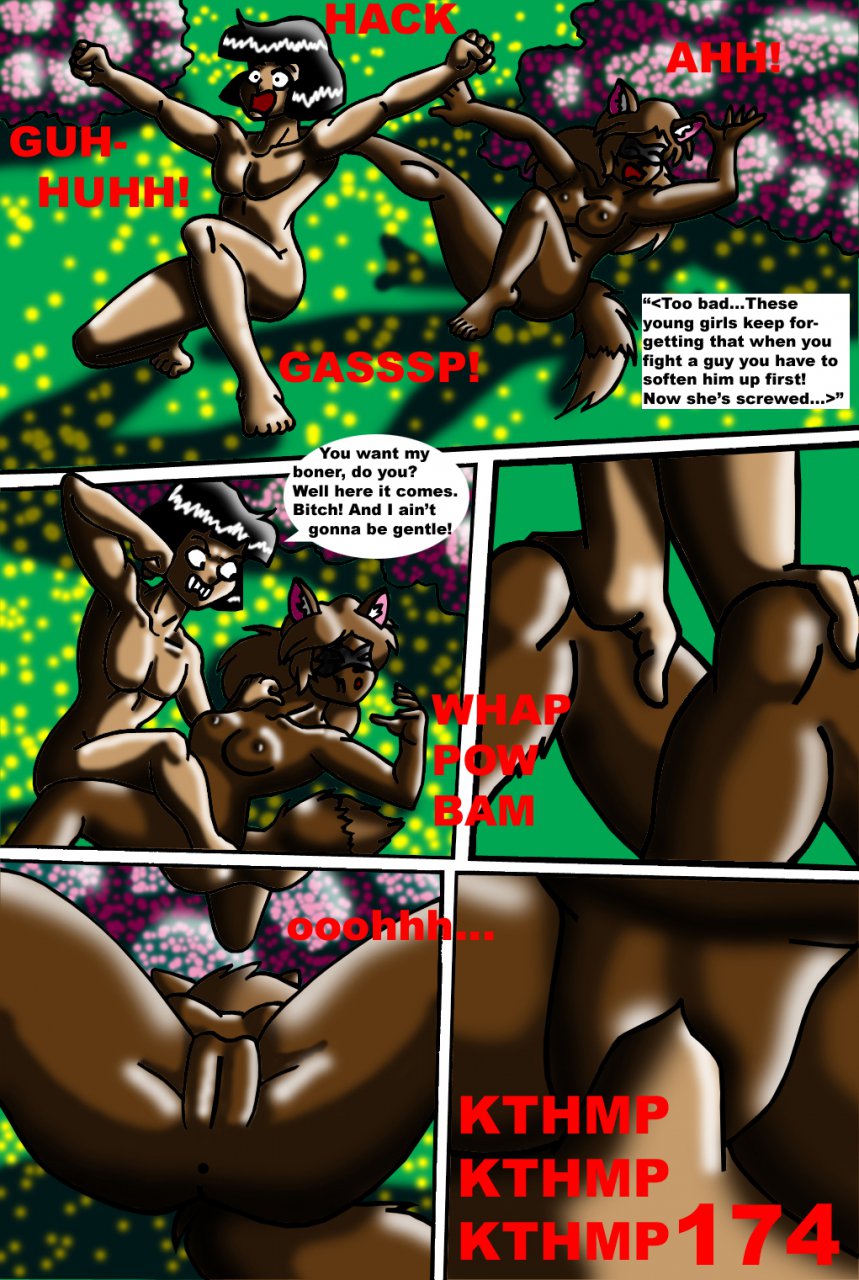 HACK
AHH!
GUH-
HUHH!
GASSSP!
“<Too bad...These
young girls keep for-
getting that when you
fight a guy you have to
soften him up first!
Now she’s screwed...>”
You want my
boner, do you?
Well here it comes.
Bitch! And I ain’t
gonna be gentle!
WHAP
POW
BAM
ooohhh...
KTHMP
KTHMP
KTHMP
174